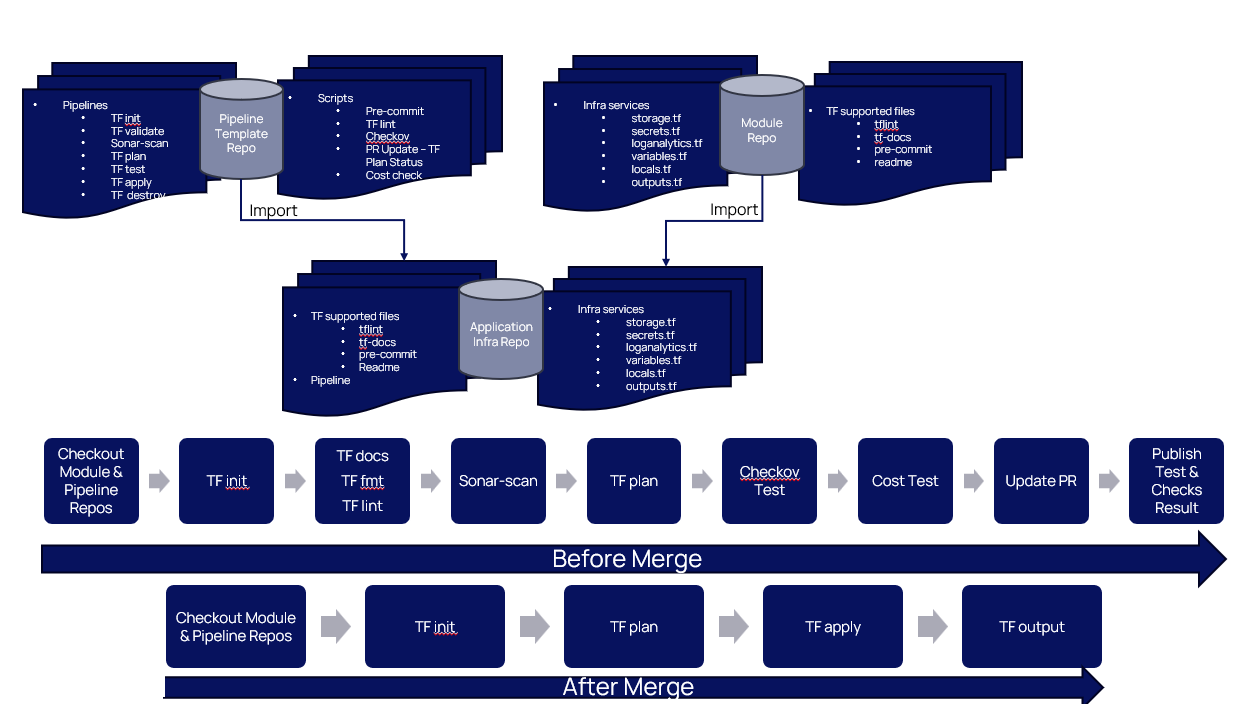 Pipelines
TF init
TF validate
Sonar-scan
TF plan
TF test
TF apply
TF destroy
Pipeline
Template
Repo
Scripts
Pre-commit
TF lint
Checkov
PR Update – TF
Plan Status
Cost check
Infra services
storage.tf
secrets.tf
loganalytics.tf
variables.tf
locals.tf
outputs.tf
Module
Repo
TF supported files
tflint
tf-docs
pre-commit
readme
Import
Import
TF supported files
tflint
tf-docs
pre-commit
Readme
Pipeline
Application
Infra Repo
Infra services
storage.tf
secrets.tf
loganalytics.tf
variables.tf
locals.tf
outputs.tf
Checkout
Module &
Pipeline
Repos
TF init
TF docs
TF fmt
TF lint
Sonar-scan
TF plan
Checkov
Test
Cost Test
Update PR
Publish
Test &
Checks
Result
Before Merge
Checkout Module
& Pipeline Repos
TF init
TF plan
TF apply
TF output
After Merge